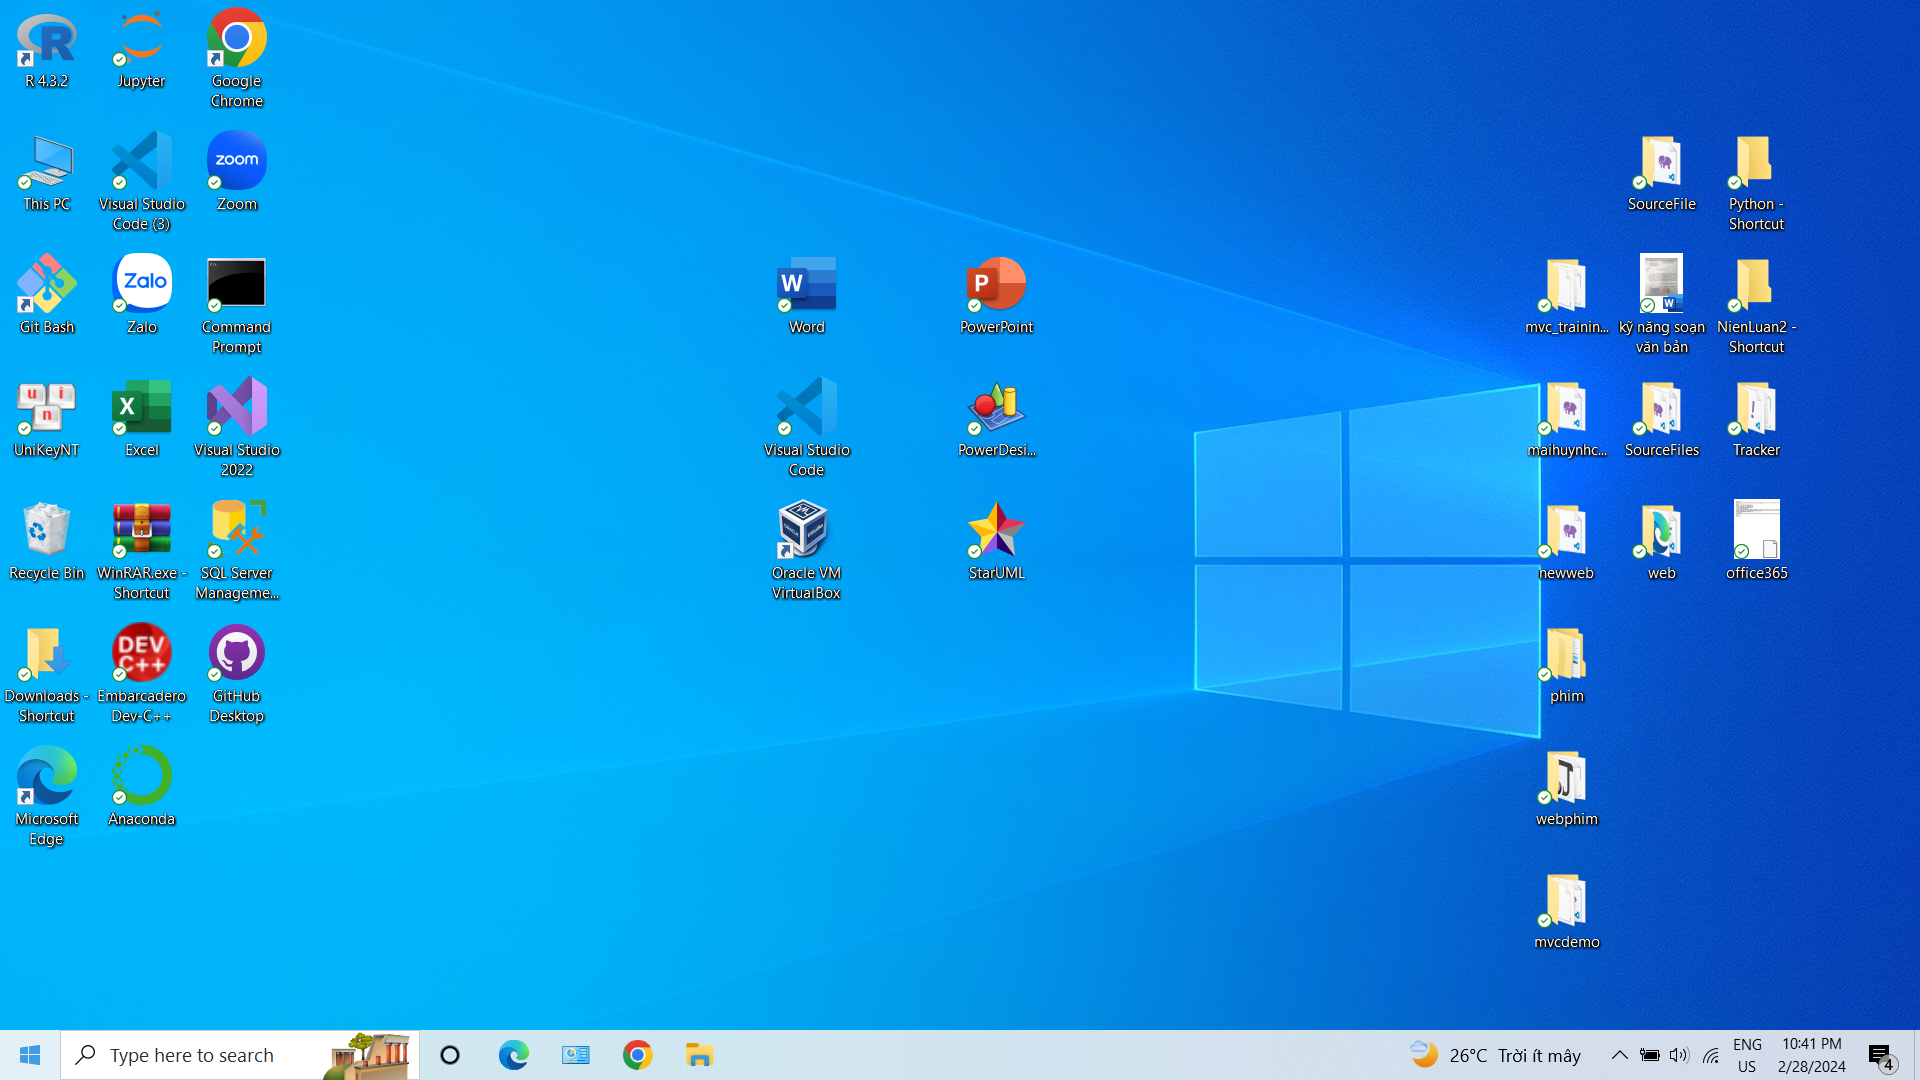 R 4.3.2
Jupyter
Google
Chrome
This PC
Visual Studio
Code (3)
zoom
Zoom
SourceFile
Python -
Shortcut
Git Bash
Zalo
Zalo
Command
Prompt
W
Word
P
PowerPoint
mvc_trainin...
kỹ năng soạn
văn bản
NienLuan2 -
Shortcut
u i n
UniKeyNT
X
Excel
Visual Studio
2022
Visual Studio
Code
PowerDesi...
maihuynhc...
SourceFiles
Tracker
Recycle Bin
WinRAR.exe -
Shortcut
SQL Server
Manageme...
Oracle VM
VirtualBox
StarUML
newweb
web
office365
Downloads -
Shortcut
DEV
C++
Embarcadero
Dev-C++
GitHub
Desktop
phim
Microsoft
Edge
Anaconda
webphim
mvcdemo
Type here to search
26°C Trời ít mây
ENG
US
10:41 PM
2/28/2024
4